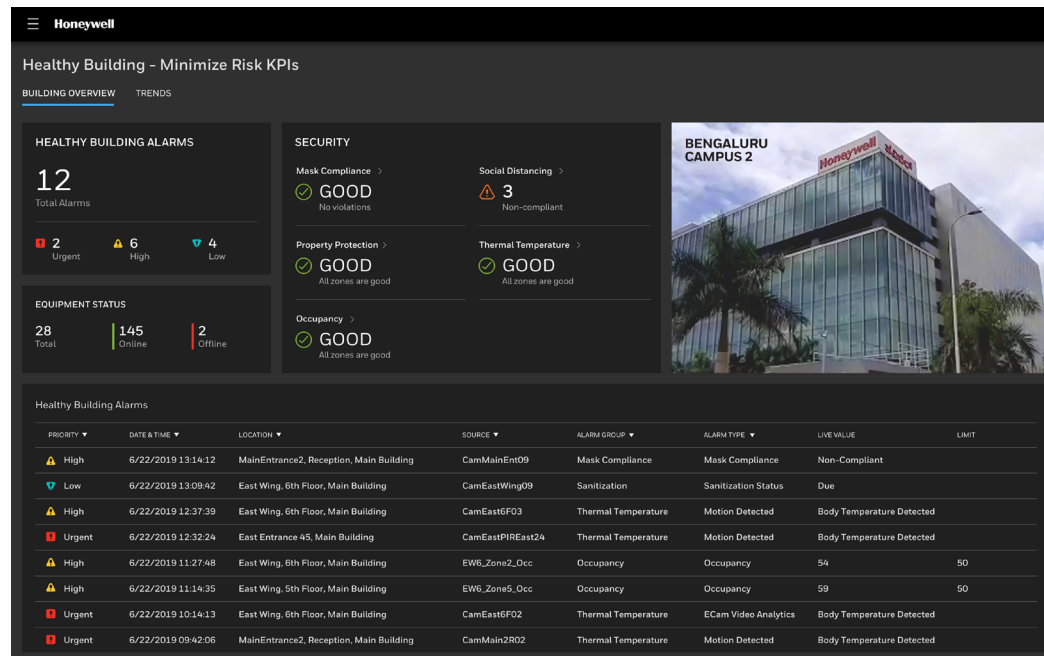 Honeywell
Healthy Building - Minimize Risk KPIs
BUILDING OVERVIEW TRENDS
HEALTHY BUILDING ALARMS
12
Total Alarms
2 6 4
Urgent High Low
EQUIPMENT STATUS
28 145 2
Total Online Offline
SECURITY
Mask Compliance > Social Distancing >
GOOD 3
No violations Non-compliant
Property Protection > Thermal Temperature >
GOOD GOOD
All zones are good All zones are good
Occupancy >
GOOD
All zones are good
BENGALURU
CAMPUS 2
Honeywell
Healthy Building Alarms
PRIORITY ▼ DATE & TIME ▼ LOCATION ▼ SOURCE ▼ ALARM GROUP ▼ ALARM TYPE ▼ LIVE VALUE LIMIT
High 6/22/2019 13:14:12 MainEntrance2, Reception, Main Building CamMainEnt09 Mask Compliance Mask Compliance Non-Compliant
Low 6/22/2019 13:09:42 East Wing, 6th Floor, Main Building CamEastWing09 Sanitization Sanitization Status Due
High 6/22/2019 12:37:39 East Wing, 6th Floor, Main Building CamEast6F03 Thermal Temperature Motion Detected Body Temperature Detected
Urgent 6/22/2019 12:32:24 East Entrance 45, Main Building CamEastPIREast24 Thermal Temperature Motion Detected Body Temperature Detected
High 6/22/2019 11:27:48 East Wing, 6th Floor, Main Building EW6_Zone2_Occ Occupancy Occupancy 54 50
High 6/22/2019 11:14:35 East Wing, 5th Floor, Main Building EW6_Zone5_Occ Occupancy Occupancy 59 50
Urgent 6/22/2019 10:14:13 East Wing, 6th Floor, Main Building CamEast6F02 Thermal Temperature ECam Video Analytics Body Temperature Detected
Urgent 6/22/2019 09:42:06 MainEntrance2, Reception, Main Building CamMain2R02 Thermal Temperature Motion Detected Body Temperature Detected